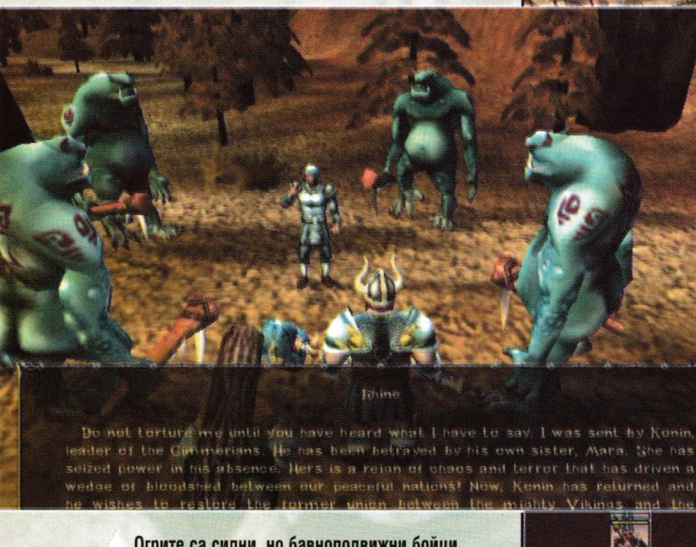 Rhine
Do not torture me until you have heard what I have to say. I was sent by Konin,
leader of the Cimmerians. He has been betrayed by his own sister, Mara. She has
seized power in his absence. Hers is a reign of chaos and terror that has driven a
wedge of bloodshed between our peaceful nations! Now, Konin has returned and
he wishes to restore the former union between the mighty Vikings and the
Огрите са силни, но бавноподвижни бойци